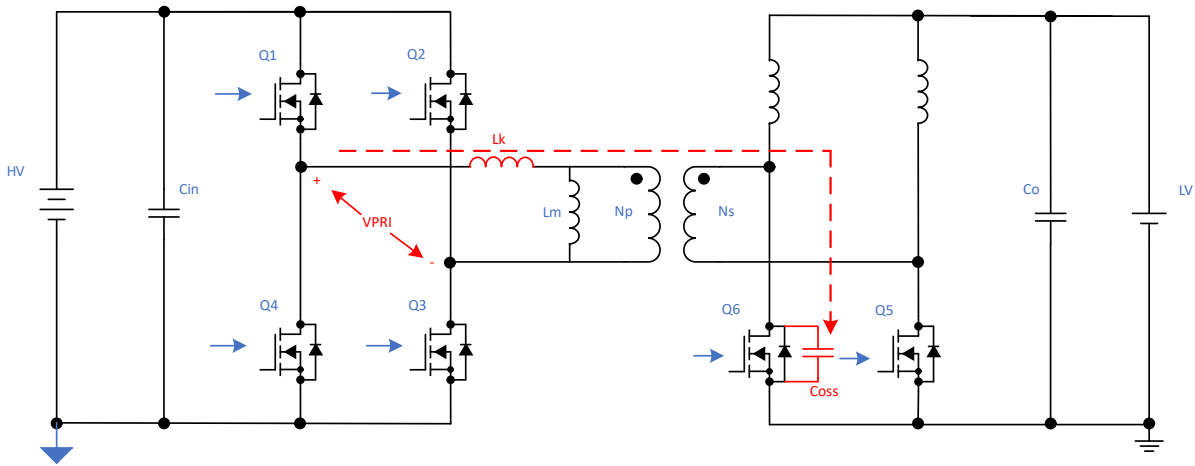 Q1
Q2
Lk
HV
Cin
+
VPRI
-
Lm
Np
Ns
Co
LV
Q4
Q3
Q6
Q5
Coss